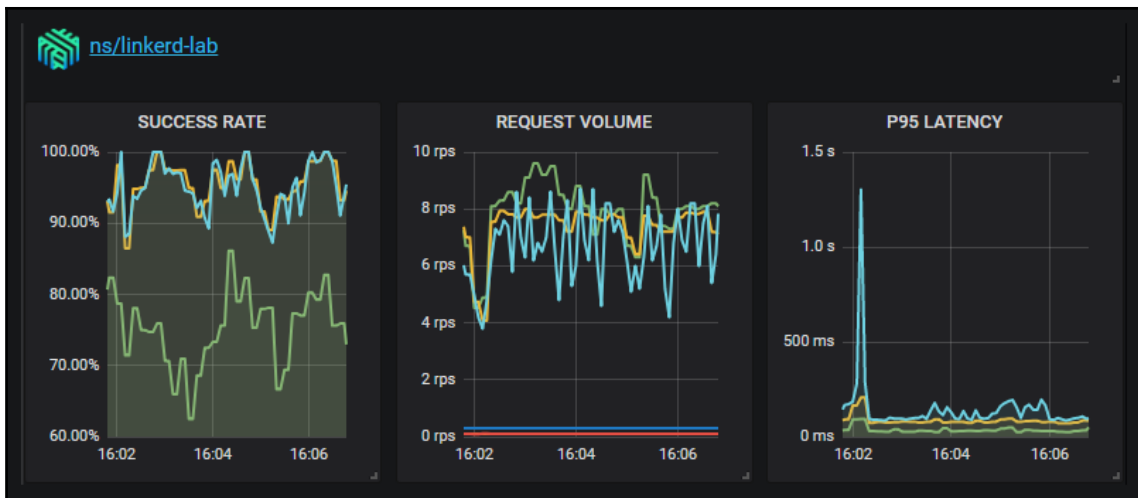 ns/linkerd-lab
SUCCESS RATE
100.00%
90.00%
80.00%
70.00%
60.00%
16:02 16:04 16:06
REQUEST VOLUME
10 rps
8 rps
6 rps
4 rps
2 rps
0 rps
16:02 16:04 16:06
P95 LATENCY
1.5 s
1.0 s
500 ms
0 ms
16:02 16:04 16:06